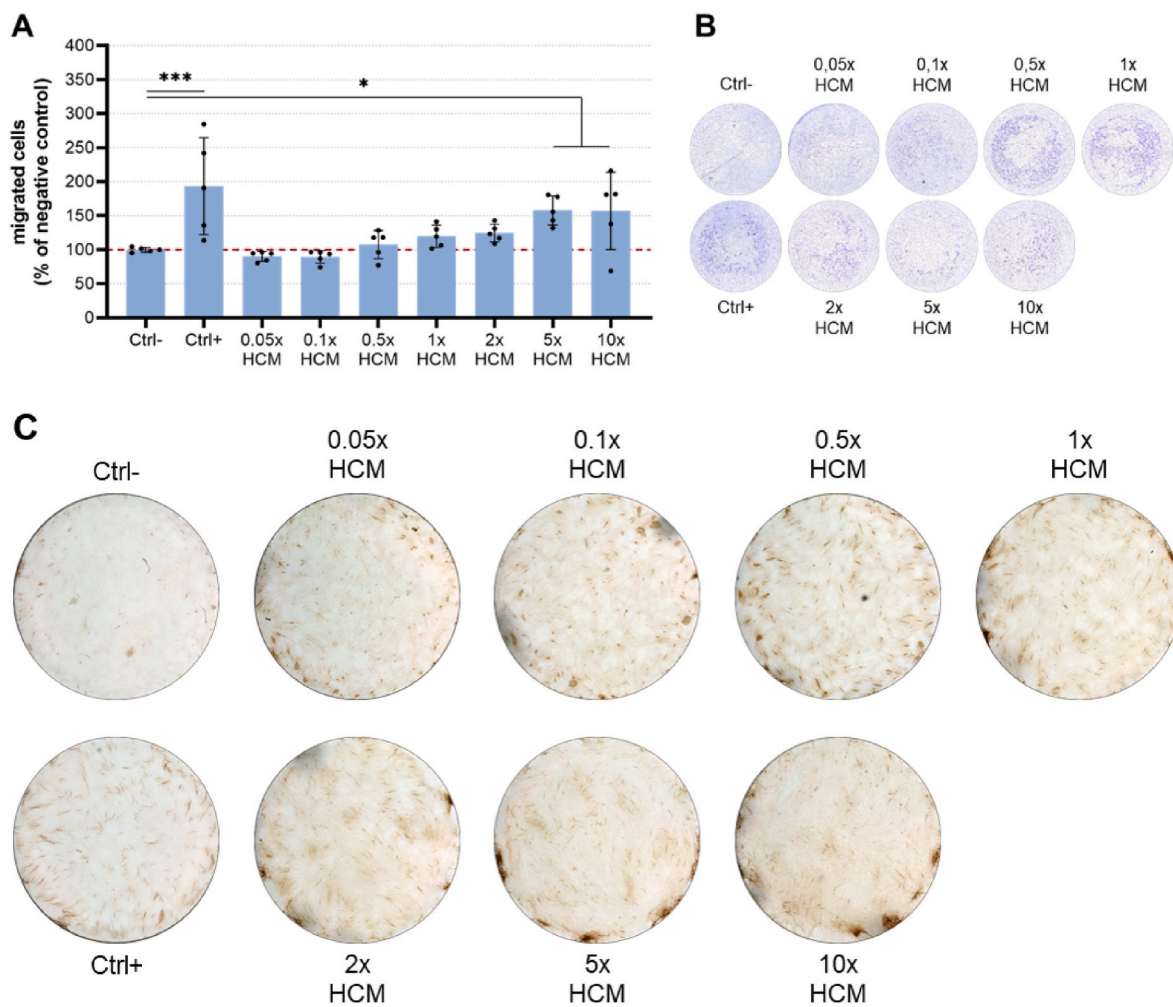 A
migrated cells
(% of negative control)
400
350
300
250
200
150
100
50
0
***
*
Ctrl-
Ctrl+
0.05x
HCM
0.1x
HCM
0.5x
HCM
1x
HCM
2x
HCM
5x
HCM
10x
HCM
B
Ctrl-
0,05x
HCM
0,1x
HCM
0,5x
HCM
1x
HCM
Ctrl+
2x
HCM
5x
HCM
10x
HCM
C
Ctrl-
0.05x
HCM
0.1x
HCM
0.5x
HCM
1x
HCM
Ctrl+
2x
HCM
5x
HCM
10x
HCM